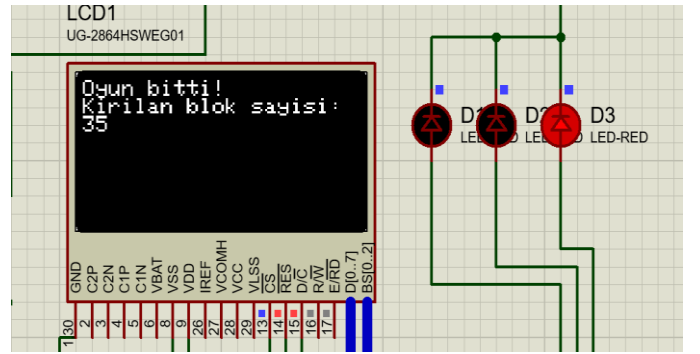 LCD1
UG-2864HSWEG01
Oyun bitti!
Kirilan blok sayisi:
35
GND
C2P
C2N
C1P
C1N
VBAT
VSS
VDD
IREF
VCOMH
VCC
VLSS
CS
RES
D/C
R/W
E/RD
D[0..7]
BS[0..2]
1 30
2
3
4
5
6
8
9
26
27
28
29
13
14
15
16
17
D2
D3
LED-RED